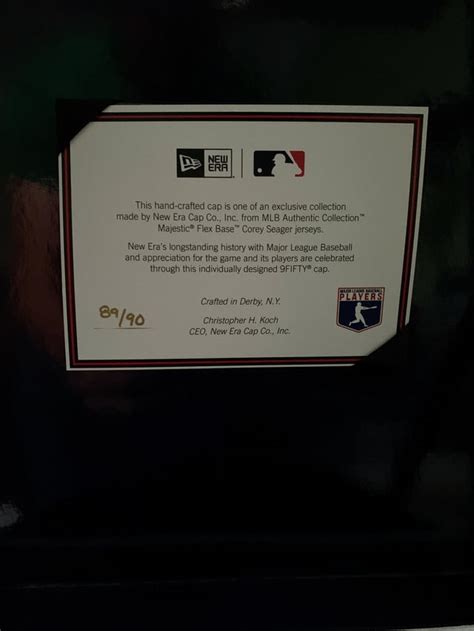 NEW
ERA
This hand-crafted cap is one of an exclusive collection
made by New Era Cap Co., Inc. from MLB Authentic Collection™
Majestic® Flex Base™ Corey Seager jerseys.
New Era's longstanding history with Major League Baseball
and appreciation for the game and its players are celebrated
through this individually designed 9FIFTY® cap.
Crafted in Derby, N.Y.
Christopher H. Koch
CEO, New Era Cap Co., Inc.
89/90
MAJOR LEAGUE BASEBALL
PLAYERS